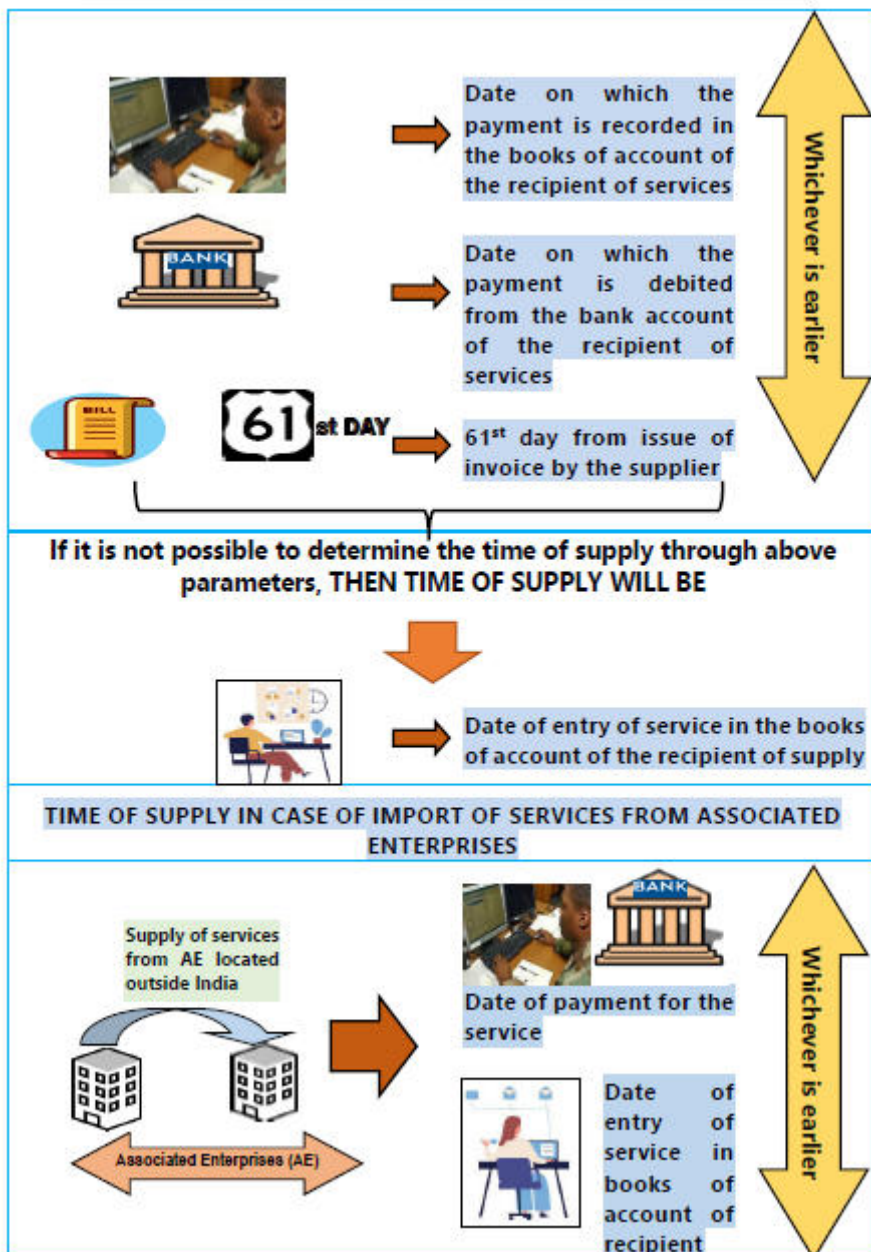 Date on which the
payment is recorded in
the books of account of
the recipient of services
Whichever is earlier
BANK
Date on which the
payment is debited
from the bank account
of the recipient of
services
BILL
61st DAY
61st day from issue of
invoice by the supplier
If it is not possible to determine the time of supply through above
parameters, THEN TIME OF SUPPLY WILL BE
Date of entry of service in the books
of account of the recipient of supply
TIME OF SUPPLY IN CASE OF IMPORT OF SERVICES FROM ASSOCIATED
ENTERPRISES
Supply of services
from AE located
outside India
Associated Enterprises (AE)
BANK
Date of payment for the
service
Date of
entry of
service in
books of
account of
recipient
Whichever is earlier